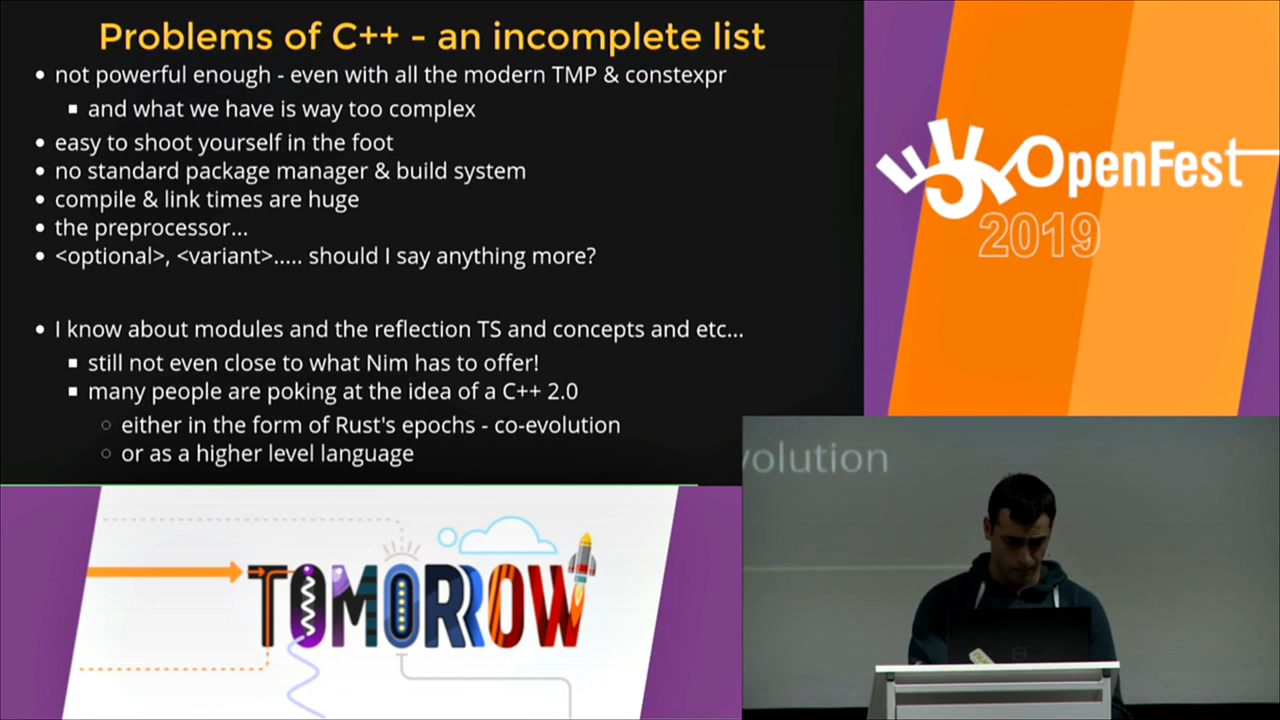 Problems of C++ - an incomplete list
not powerful enough - even with all the modern TMP & constexpr
and what we have is way too complex
easy to shoot yourself in the foot
no standard package manager & build system
compile & link times are huge
the preprocessor...
<optional>, <variant>..... should I say anything more?
I know about modules and the reflection TS and concepts and etc...
still not even close to what Nim has to offer!
many people are poking at the idea of a C++ 2.0
either in the form of Rust's epochs - co-evolution
or as a higher level language
OpenFest
2019
volution
TOMORROW